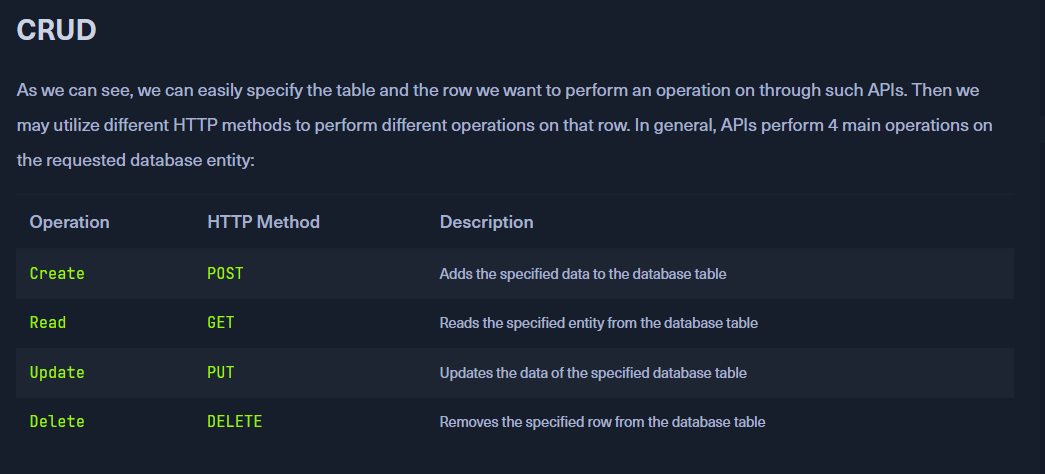 CRUD
As we can see, we can easily specify the table and the row we want to perform an operation on through such APIs. Then we
may utilize different HTTP methods to perform different operations on that row. In general, APIs perform 4 main operations on
the requested database entity:
Operation HTTP Method Description
Create POST Adds the specified data to the database table
Read GET Reads the specified entity from the database table
Update PUT Updates the data of the specified database table
Delete DELETE Removes the specified row from the database table